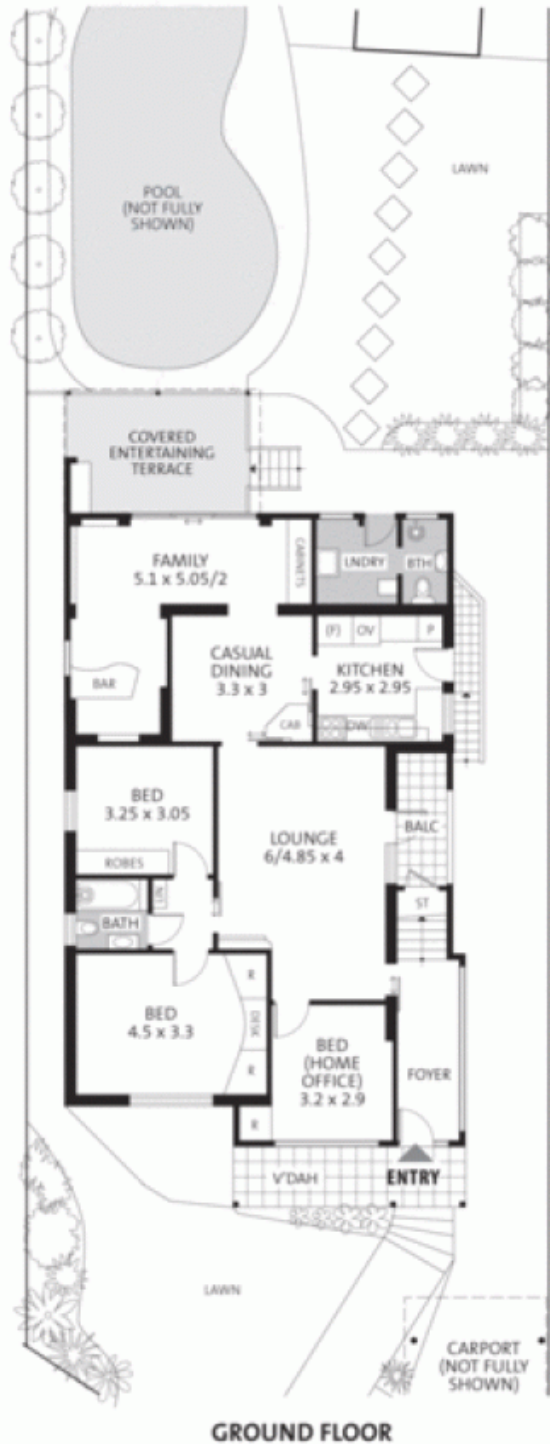 POOL
(NOT FULLY
SHOWN)
LAWN
COVERED
ENTERTAINING
TERRACE
FAMILY
5.1 x 5.05/2
CABINETS
LNDRY
BTH
CASUAL
DINING
3.3 x 3
(F)
OV
P
KITCHEN
2.95 x 2.95
BAR
CAB
DW
BED
3.25 x 3.05
ROBES
LOUNGE
6/4.85 x 4
BALC
LIN
BATH
ST
BED
4.5 x 3.3
R
DESK
R
BED
(HOME
OFFICE)
3.2 x 2.9
FOYER
R
V'DAH
ENTRY
LAWN
CARPORT
(NOT FULLY
SHOWN)
GROUND FLOOR